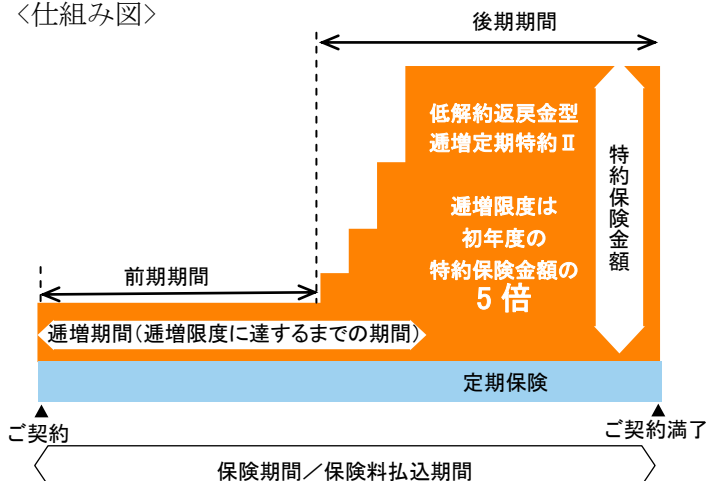 <仕組み図>
後期期間
低解約返戻金型
逓増定期特約Ⅱ
特約保険金額
逓増限度は
初年度の
特約保険金額の
5倍
前期期間
逓増期間(逓増限度に達するまでの期間)
定期保険
▲
ご契約
▲
ご契約満了
保険期間/保険料払込期間